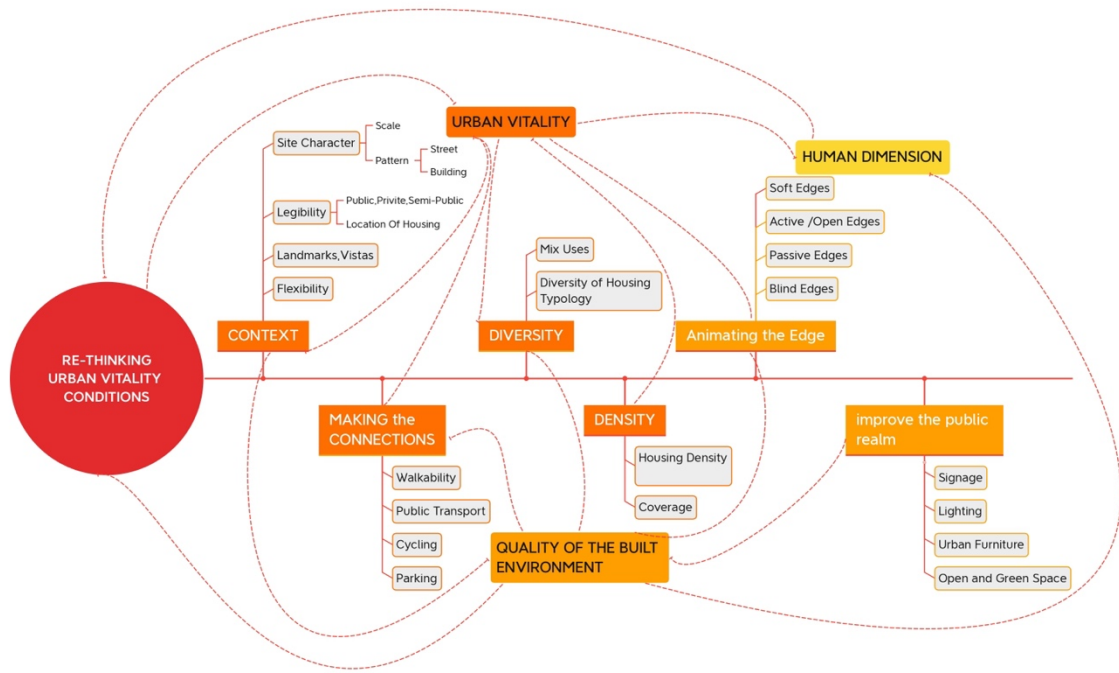 RE-THINKING
URBAN VITALITY
CONDITIONS
URBAN VITALITY
HUMAN DIMENSION
Site Character
Scale
Pattern
Street
Building
Legibility
Public,Privite,Semi-Public
Location Of Housing
Landmarks,Vistas
Flexibility
CONTEXT
Mix Uses
Diversity of Housing
Typology
DIVERSITY
Soft Edges
Active /Open Edges
Passive Edges
Blind Edges
Animating the Edge
MAKING the
CONNECTIONS
Walkability
Public Transport
Cycling
Parking
DENSITY
Housing Density
Coverage
QUALITY OF THE BUILT
ENVIRONMENT
improve the public
realm
Signage
Lighting
Urban Furniture
Open and Green Space